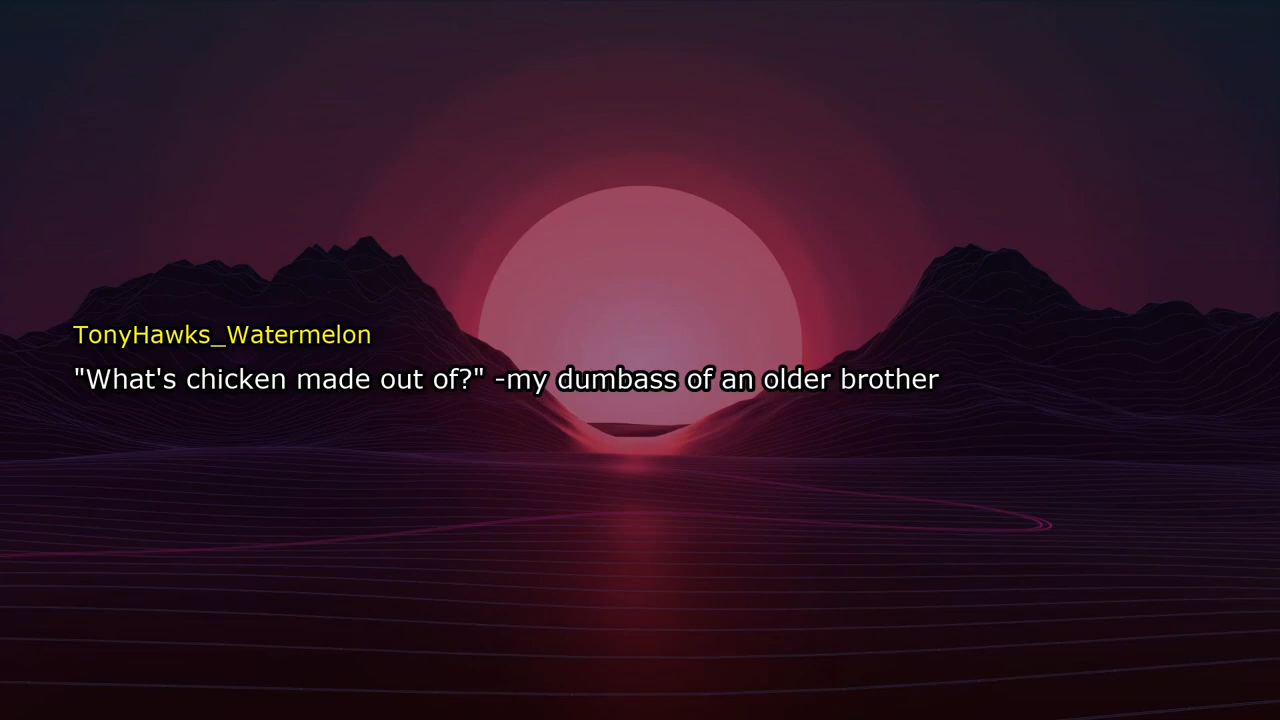 TonyHawks_Watermelon
"What's chicken made out of?" -my dumbass of an older brother